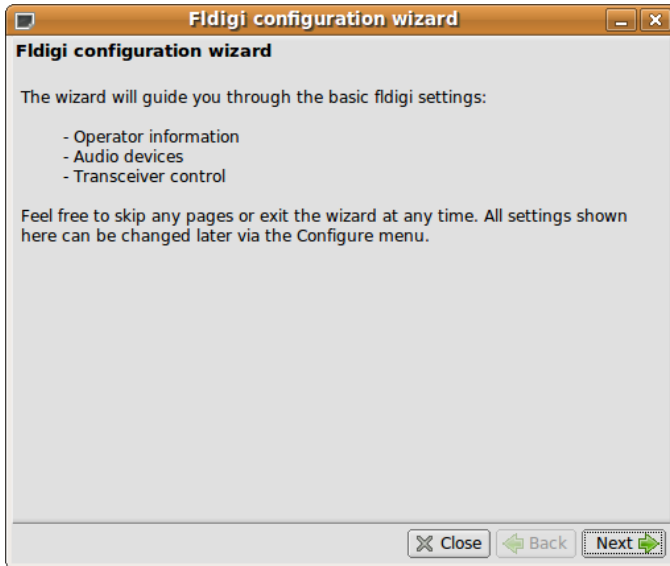 Fldigi configuration wizard
Fldigi configuration wizard
The wizard will guide you through the basic fldigi settings:
- Operator information
- Audio devices
- Transceiver control
Feel free to skip any pages or exit the wizard at any time. All settings shown
here can be changed later via the Configure menu.
Close Back Next